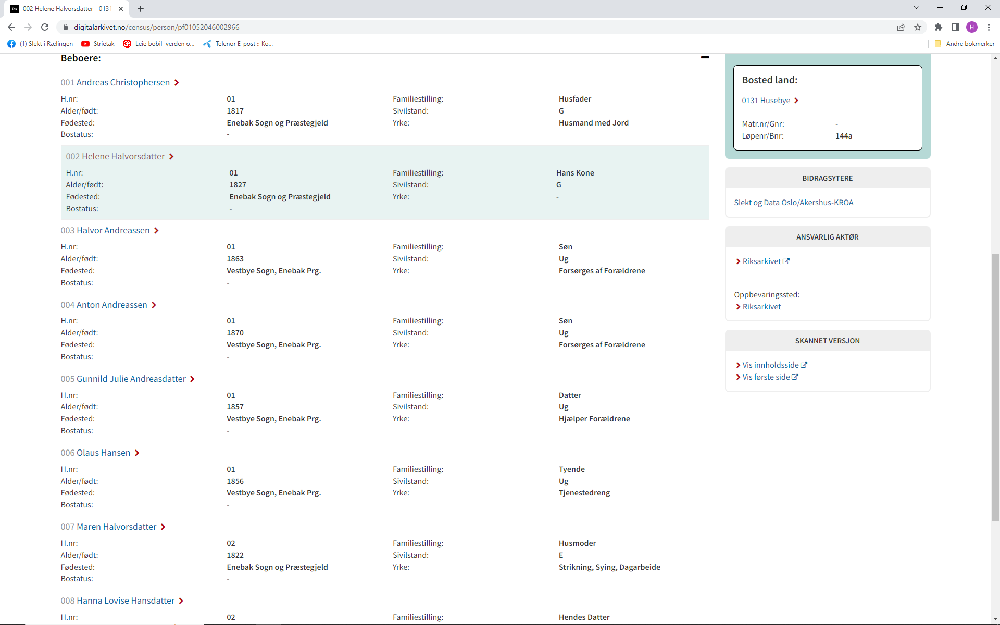 002 Helene Halvorsdatter - 0131
digitalarkivet.no/census/person/pf01052046002966
H
(1) Slekt i Rælingen
Strietak
Leie bobil verden o...
Telenor E-post :: Ko...
Andre bokmerker
Beboere:
001 Andreas Christophersen
H.nr: 01 Familiestilling: Husfader
Alder/født: 1817 Sivilstand: G
Fødested: Enebak Sogn og Præstegjeld Yrke: Husmand med Jord
Bostatus: -
002 Helene Halvorsdatter
H.nr: 01 Familiestilling: Hans Kone
Alder/født: 1827 Sivilstand: G
Fødested: Enebak Sogn og Præstegjeld Yrke: -
Bostatus: -
003 Halvor Andreassen
H.nr: 01 Familiestilling: Søn
Alder/født: 1863 Sivilstand: Ug
Fødested: Vestbye Sogn, Enebak Prg. Yrke: Forsørges af Forældrene
Bostatus: -
004 Anton Andreassen
H.nr: 01 Familiestilling: Søn
Alder/født: 1870 Sivilstand: Ug
Fødested: Vestbye Sogn, Enebak Prg. Yrke: Forsørges af Forældrene
Bostatus: -
005 Gunnild Julie Andreasdatter
H.nr: 01 Familiestilling: Datter
Alder/født: 1857 Sivilstand: Ug
Fødested: Vestbye Sogn, Enebak Prg. Yrke: Hjælper Forældrene
Bostatus: -
006 Olaus Hansen
H.nr: 01 Familiestilling: Tyende
Alder/født: 1856 Sivilstand: Ug
Fødested: Vestbye Sogn, Enebak Prg. Yrke: Tjenestedreng
Bostatus: -
007 Maren Halvorsdatter
H.nr: 02 Familiestilling: Husmoder
Alder/født: 1822 Sivilstand: E
Fødested: Enebak Sogn og Præstegjeld Yrke: Strikning, Sying, Dagarbeide
Bostatus: -
008 Hanna Lovise Hansdatter
H.nr: 02 Familiestilling: Hendes Datter
Bosted land:
0131 Husebye
Matr.nr/Gnr: -
Løpenr/Bnr: 144a
BIDRAGSYTERE
Slekt og Data Oslo/Akershus-KROA
ANSVARLIG AKTØR
Riksarkivet
Oppbevaringssted:
Riksarkivet
SKANNET VERSJON
Vis innholdsside
Vis første side